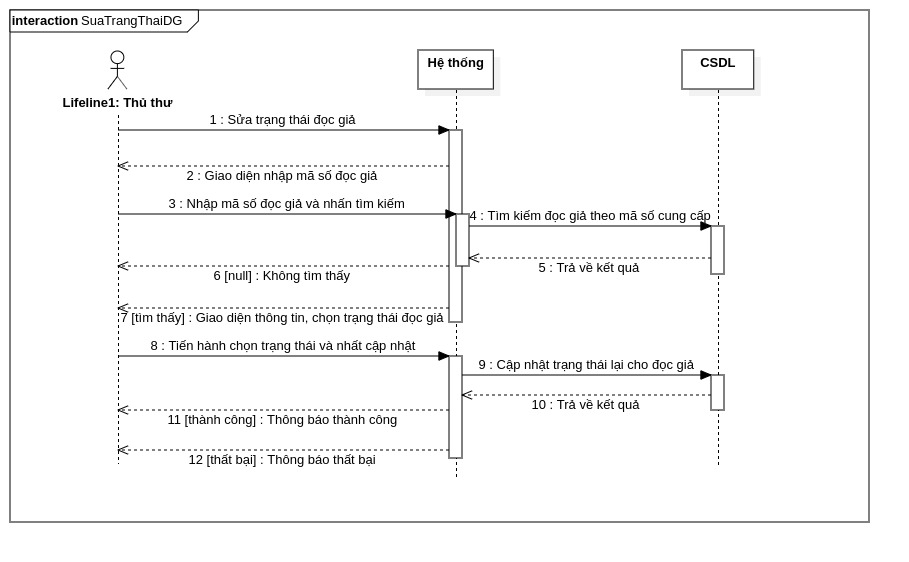 interaction SuaTrangThaiDG
Hệ thống
CSDL
Lifeline1: Thủ thư
1 : Sửa trạng thái đọc giả
2 : Giao diện nhập mã số đọc giả
3 : Nhập mã số đọc giả và nhấn tìm kiếm
4 : Tìm kiếm đọc giả theo mã số cung cấp
5 : Trả về kết quả
6 [null] : Không tìm thấy
7 [tìm thấy] : Giao diện thông tin, chọn trạng thái đọc giả
8 : Tiến hành chọn trạng thái và nhất cập nhật
9 : Cập nhật trạng thái lại cho đọc giả
10 : Trả về kết quả
11 [thành công] : Thông báo thành công
12 [thất bại] : Thông báo thất bại